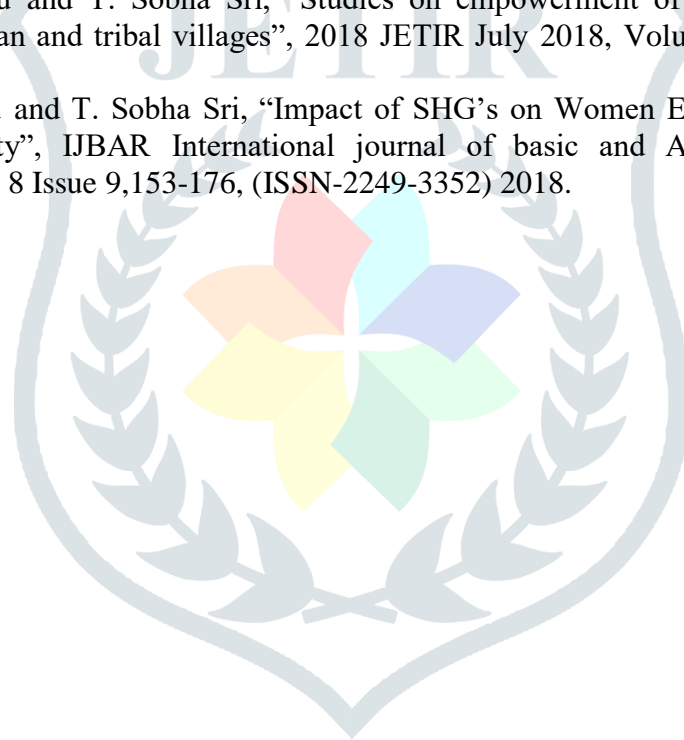 u and T. Sobha Sri, “Studies on empowerment of
an and tribal villages”, 2018 JETIR July 2018, Volu
JETIR
and T. Sobha Sri, “Impact of SHG’s on Women E
ty”, IJBAR International journal of basic and A
8 Issue 9,153-176, (ISSN-2249-3352) 2018.